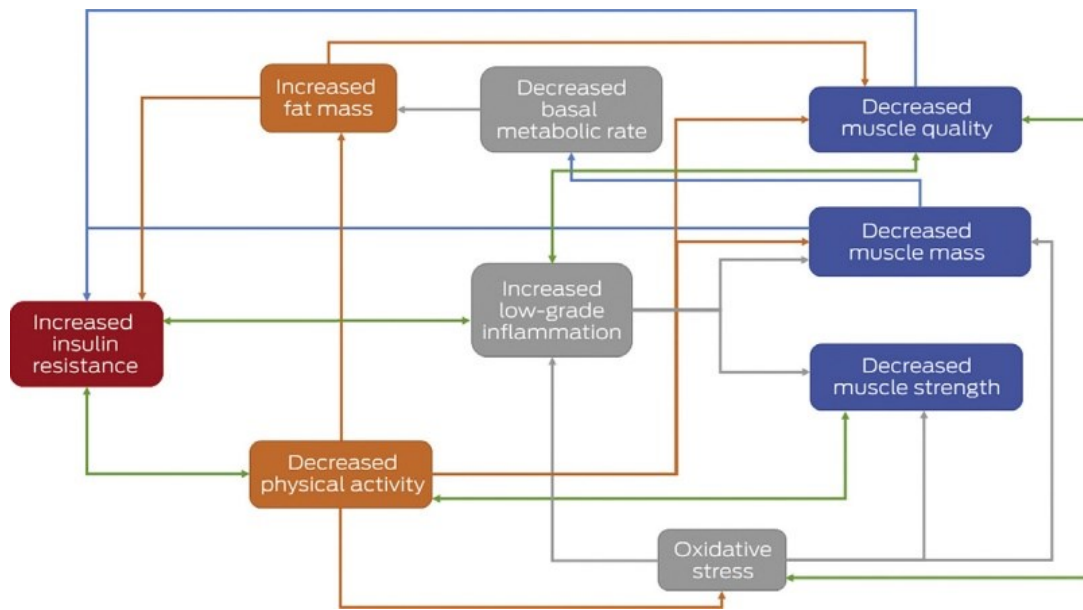 Increased
fat mass
Decreased
basal
metabolic rate
Decreased
muscle quality
Decreased
muscle mass
Increased
insulin
resistance
Increased
low-grade
inflammation
Decreased
muscle strength
Decreased
physical activity
Oxidative
stress